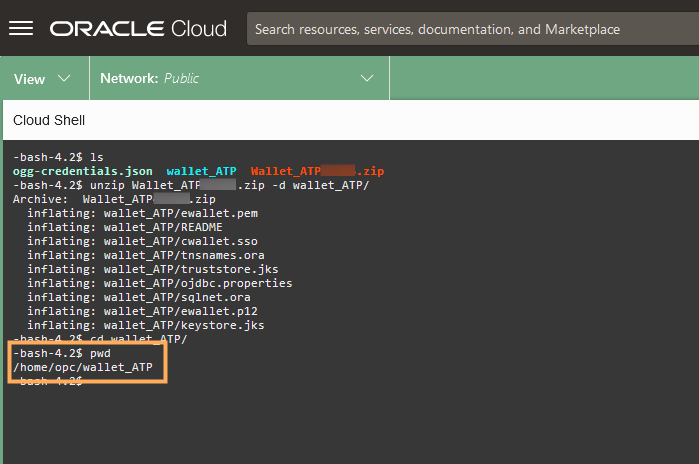 ORACLE Cloud
Search resources, services, documentation, and Marketplace
View
Network: Public
Cloud Shell
-bash-4.2$ ls
ogg-credentials.json wallet_ATP Wallet_ATP .zip
-bash-4.2$ unzip Wallet_ATP .zip -d wallet_ATP/
Archive: Wallet_ATP .zip
inflating: wallet_ATP/ewallet.pem
inflating: wallet_ATP/README
inflating: wallet_ATP/cwallet.sso
inflating: wallet_ATP/tnsnames.ora
inflating: wallet_ATP/truststore.jks
inflating: wallet_ATP/ojdbc.properties
inflating: wallet_ATP/sqlnet.ora
inflating: wallet_ATP/ewallet.p12
inflating: wallet_ATP/keystore.jks
-bash-4.2$ cd wallet_ATP/
-bash-4.2$ pwd
/home/opc/wallet_ATP
-bash-4.2$